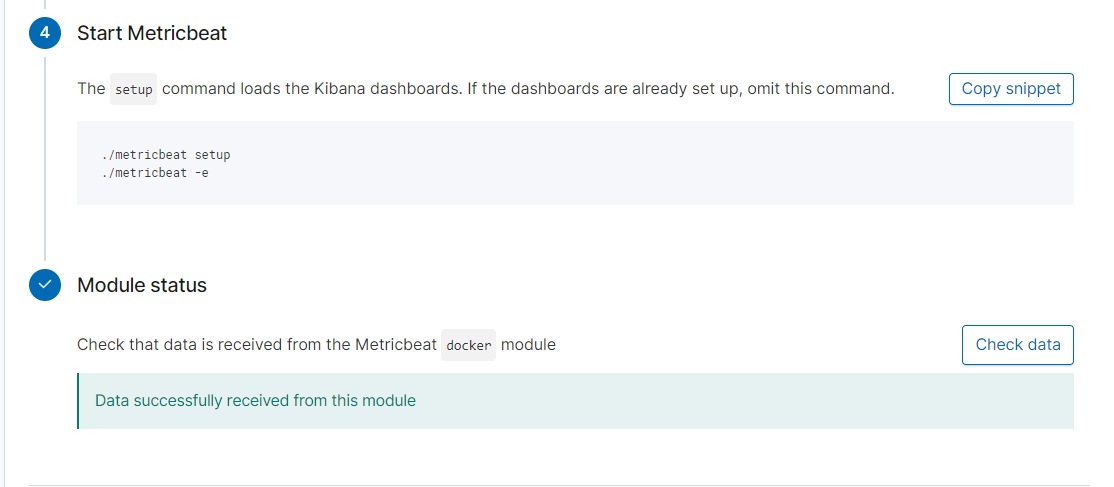 4 Start Metricbeat
The setup command loads the Kibana dashboards. If the dashboards are already set up, omit this command. Copy snippet
./metricbeat setup
./metricbeat -e
Module status
Check that data is received from the Metricbeat docker module Check data
Data successfully received from this module